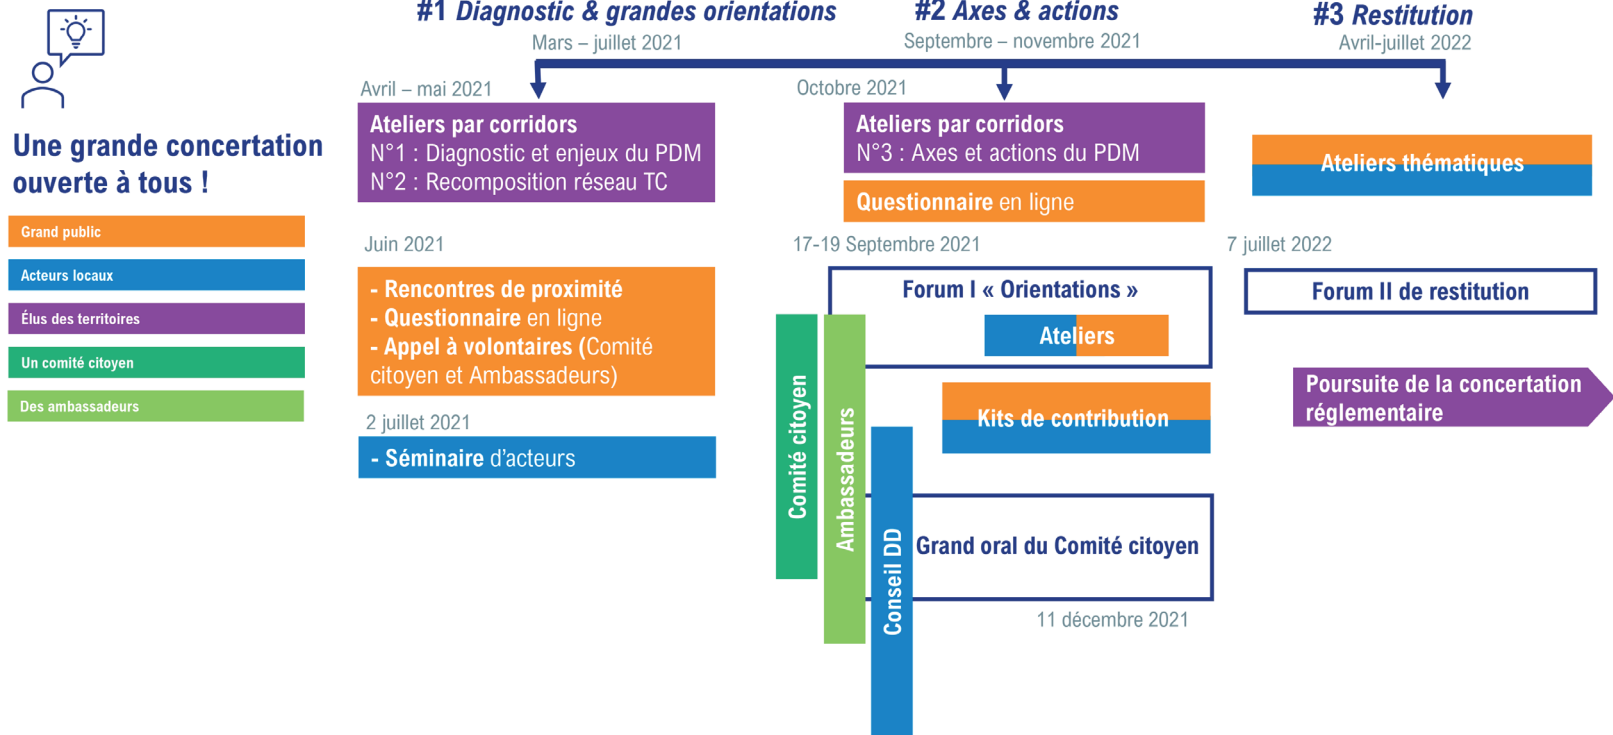 Une grande concertation
ouverte à tous !
Grand public
Acteurs locaux
Élus des territoires
Un comité citoyen
Des ambassadeurs
#1 Diagnostic & grandes orientations
Mars – juillet 2021
Avril – mai 2021
Ateliers par corridors
N°1 : Diagnostic et enjeux du PDM
N°2 : Recomposition réseau TC
Juin 2021
- Rencontres de proximité
- Questionnaire en ligne
- Appel à volontaires (Comité
citoyen et Ambassadeurs)
2 juillet 2021
- Séminaire d'acteurs
#2 Axes & actions
Septembre – novembre 2021
Octobre 2021
Ateliers par corridors
N°3 : Axes et actions du PDM
Questionnaire en ligne
17-19 Septembre 2021
Forum I « Orientations »
Ateliers
Kits de contribution
Comité citoyen
Ambassadeurs
Conseil DD
Grand oral du Comité citoyen
11 décembre 2021
#3 Restitution
Avril-juillet 2022
Ateliers thématiques
7 juillet 2022
Forum II de restitution
Poursuite de la concertation
réglementaire